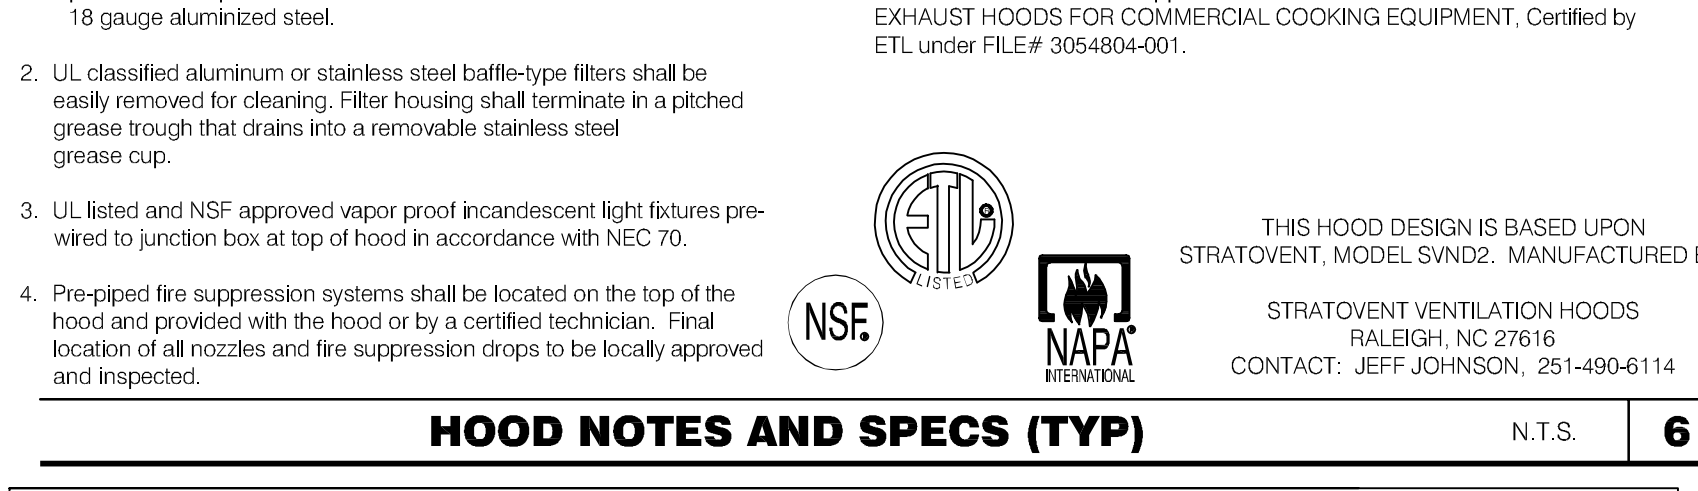 18 gauge aluminized steel.
2. UL classified aluminum or stainless steel baffle-type filters shall be
easily removed for cleaning. Filter housing shall terminate in a pitched
grease trough that drains into a removable stainless steel
grease cup.
3. UL listed and NSF approved vapor proof incandescent light fixtures pre-
wired to junction box at top of hood in accordance with NEC 70.
4. Pre-piped fire suppression systems shall be located on the top of the
hood and provided with the hood or by a certified technician. Final
location of all nozzles and fire suppression drops to be locally approved
and inspected.
EXHAUST HOODS FOR COMMERCIAL COOKING EQUIPMENT, Certified by
ETL under FILE# 3054804-001.
ETL
LISTED
NSF
NAPA
INTERNATIONAL
THIS HOOD DESIGN IS BASED UPON
STRATOVENT, MODEL SVND2. MANUFACTURED
STRATOVENT VENTILATION HOODS
RALEIGH, NC 27616
CONTACT: JEFF JOHNSON, 251-490-6114
HOOD NOTES AND SPECS (TYP)
N.T.S.
6